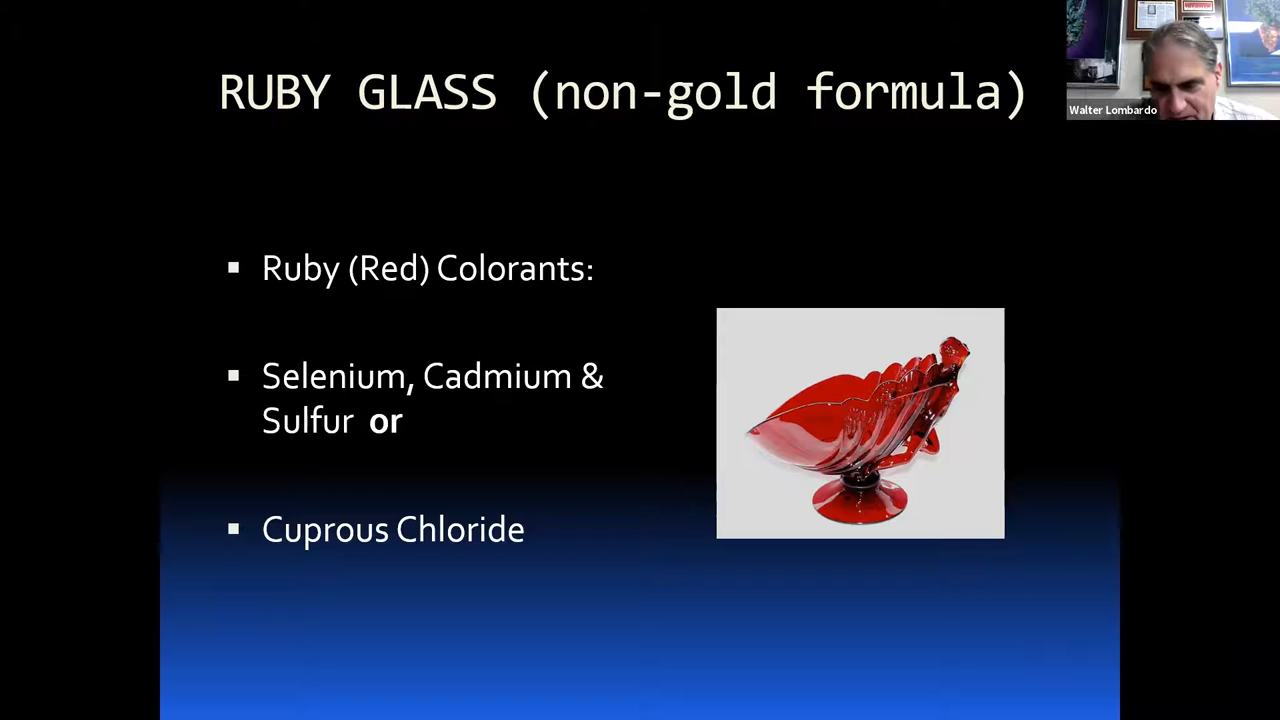 RUBY GLASS (non-gold formula)
Walter Lombardo
▪ Ruby (Red) Colorants:
▪ Selenium, Cadmium &
Sulfur or
▪ Cuprous Chloride